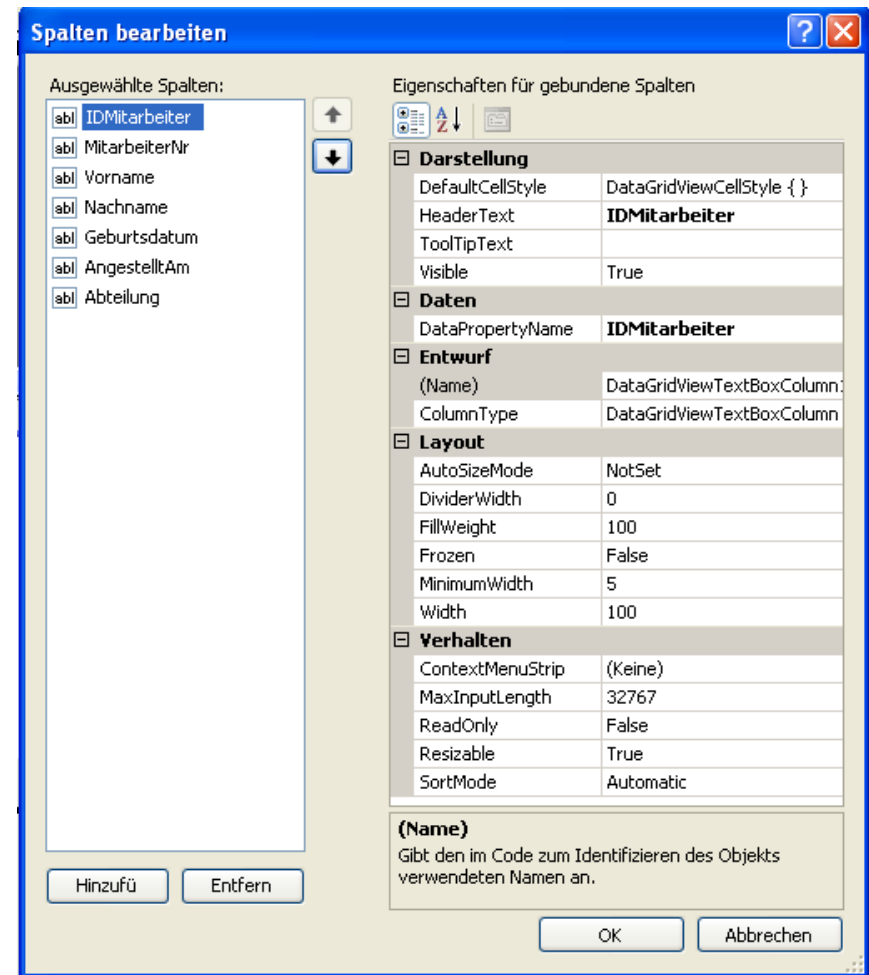 Spalten bearbeiten
Ausgewählte Spalten:
abl IDMitarbeiter
abl MitarbeiterNr
abl Vorname
abl Nachname
abl Geburtsdatum
abl AngestelltAm
abl Abteilung
Hinzufü
Entfern
Eigenschaften für gebundene Spalten
Darstellung
DefaultCellStyle DataGridViewCellStyle { }
HeaderText IDMitarbeiter
ToolTipText
Visible True
Daten
DataPropertyName IDMitarbeiter
Entwurf
(Name) DataGridViewTextBoxColumn1
ColumnType DataGridViewTextBoxColumn
Layout
AutoSizeMode NotSet
DividerWidth 0
FillWeight 100
Frozen False
MinimumWidth 5
Width 100
Verhalten
ContextMenuStrip (Keine)
MaxInputLength 32767
ReadOnly False
Resizable True
SortMode Automatic
(Name)
Gibt den im Code zum Identifizieren des Objekts
verwendeten Namen an.
OK
Abbrechen